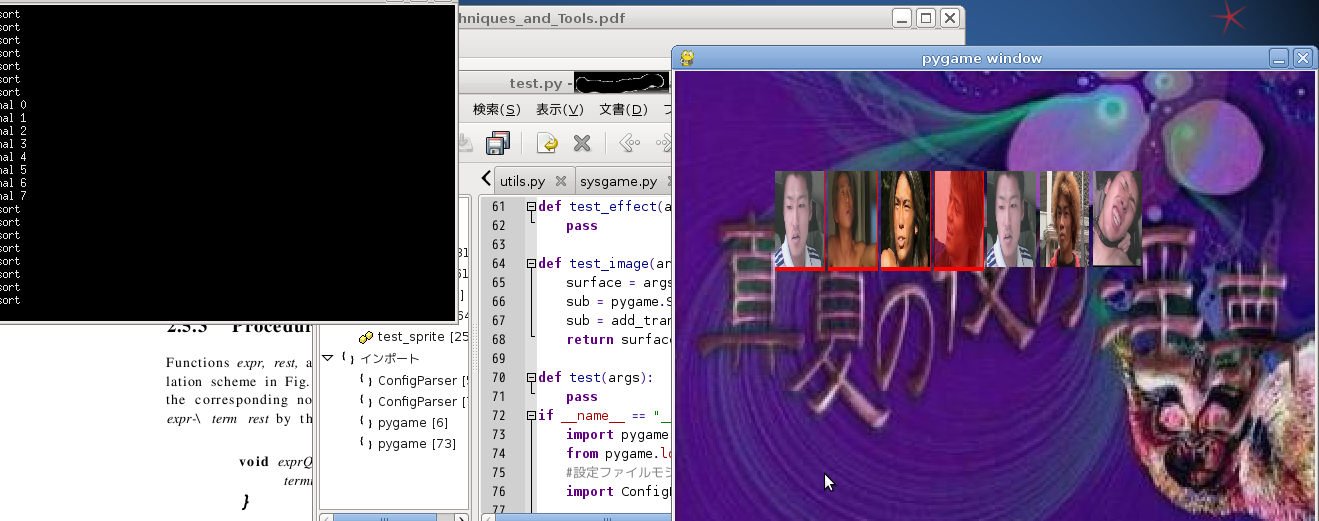 sort
sort
sort
sort
sort
sort
sort
nal 0
nal 1
nal 2
nal 3
nal 4
nal 5
nal 6
nal 7
sort
sort
sort
sort
sort
sort
sort
sort
hniques_and_Tools.pdf
test.py -
検索(S) 表示(V) 文書(D)
utils.py sysgame.py
61 def test_effect(a
62 pass
63
64 def test_image(ar
65 surface = args
66 sub = pygame.S
67 sub = add_tran
68 return surfac
69
70 def test(args):
71 pass
72 if __name__ == "_
73 import pygame
74 from pygame.lo
75 #設定ファイルモジ
76 import Config
77
test_sprite [25
インポート
ConfigParser [
ConfigParser [
pygame [6]
pygame [73]
2.5.3 Procedur
Functions expr, rest, a
lation scheme in Fig.
the corresponding no
expr-\ term rest by th
void expr
term
}
pygame window
真夏の夜の淫夢